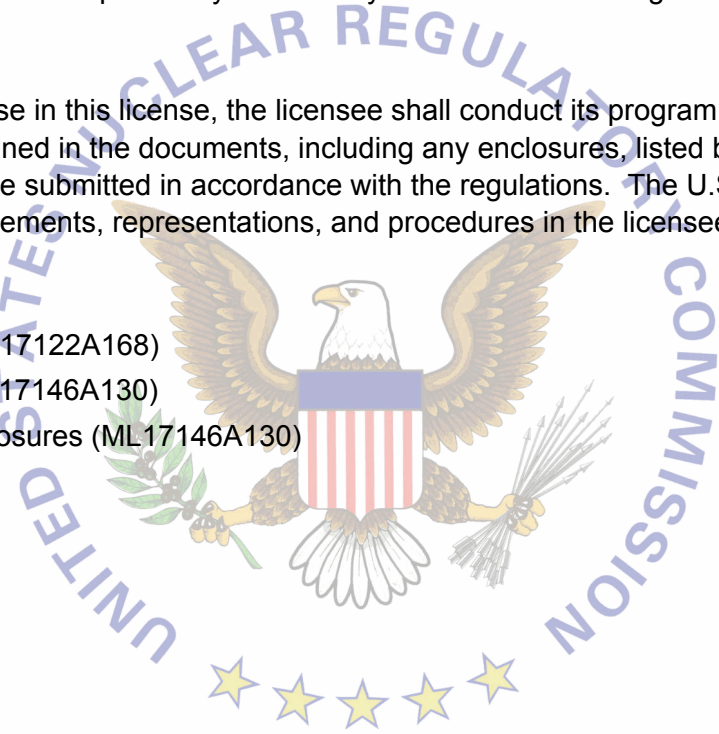 UNITED STATES NUCLEAR REGULATORY COMMISSION
se in this license, the licensee shall conduct its program
ned in the documents, including any enclosures, listed b
e submitted in accordance with the regulations. The U.S
ements, representations, and procedures in the licensee
17122A168)
17146A130)
osures (ML17146A130)